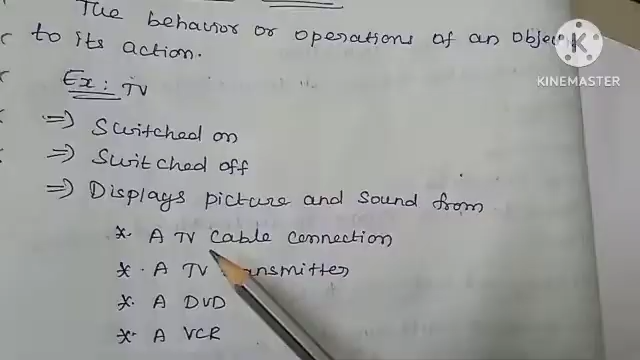 The behavior or operations of an Object
to its action.
Ex: TV
=> Switched on
=> Switched off
=> Displays picture and sound from
* A TV Cable connection
* A TV
* A DVD
* A VCR
K
KINEMASTER